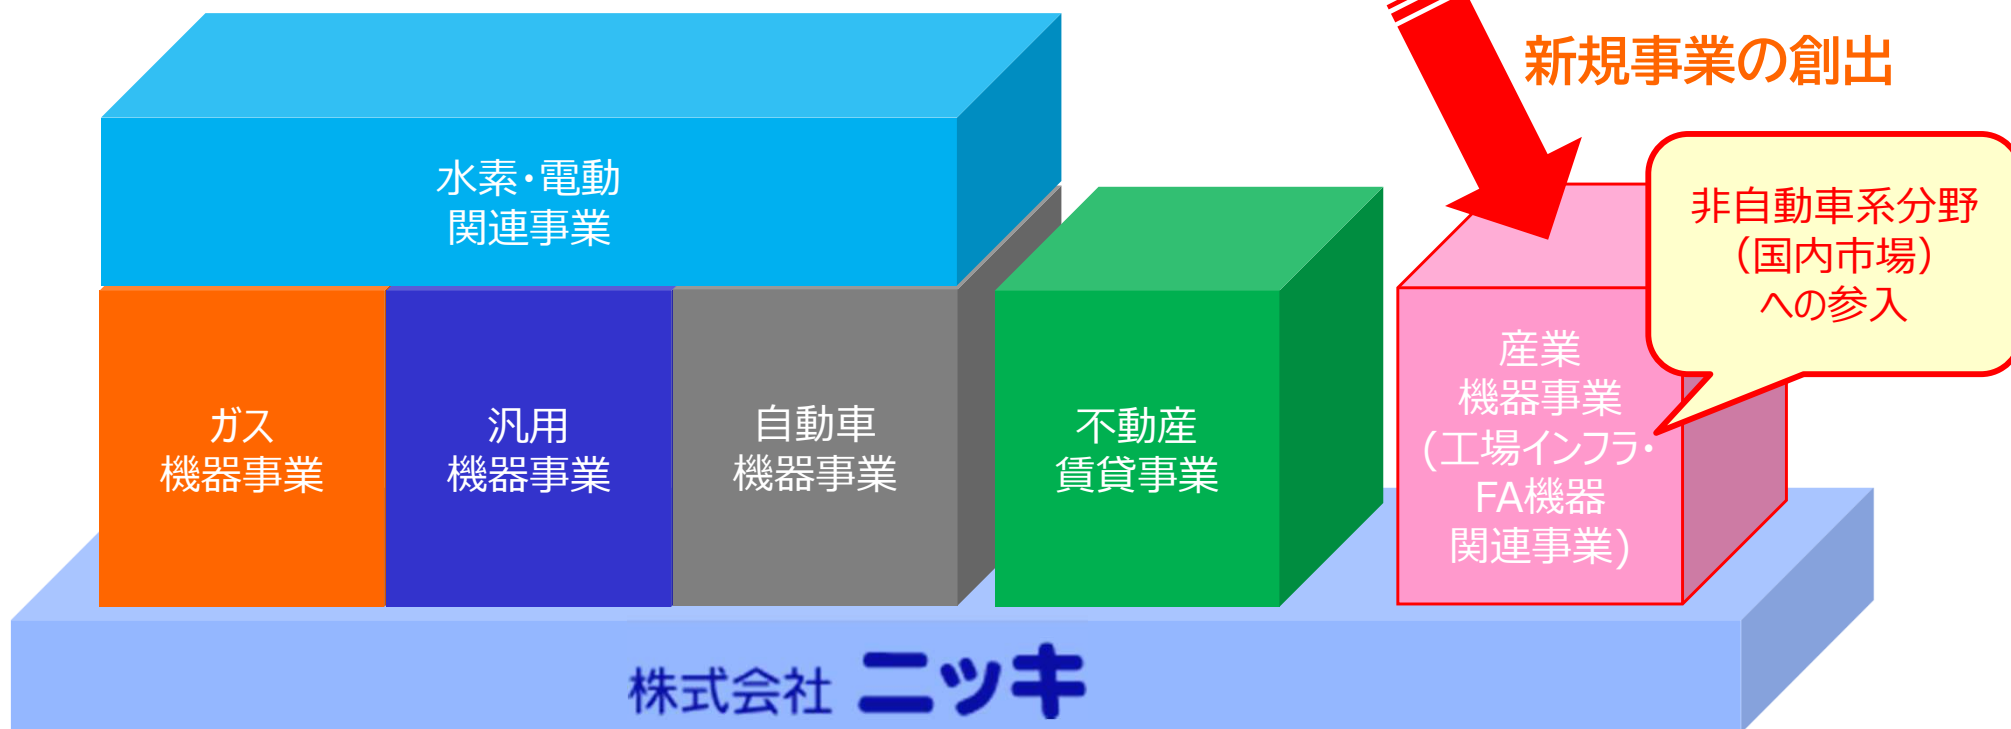 新規事業の創出
水素・電動
関連事業
非自動車系分野
（国内市場）
への参入
ガス
機器事業
汎用
機器事業
自動車
機器事業
不動産
賃貸事業
産業
機器事業
(工場インフラ・
FA機器
関連事業)
株式会社 ニッキ